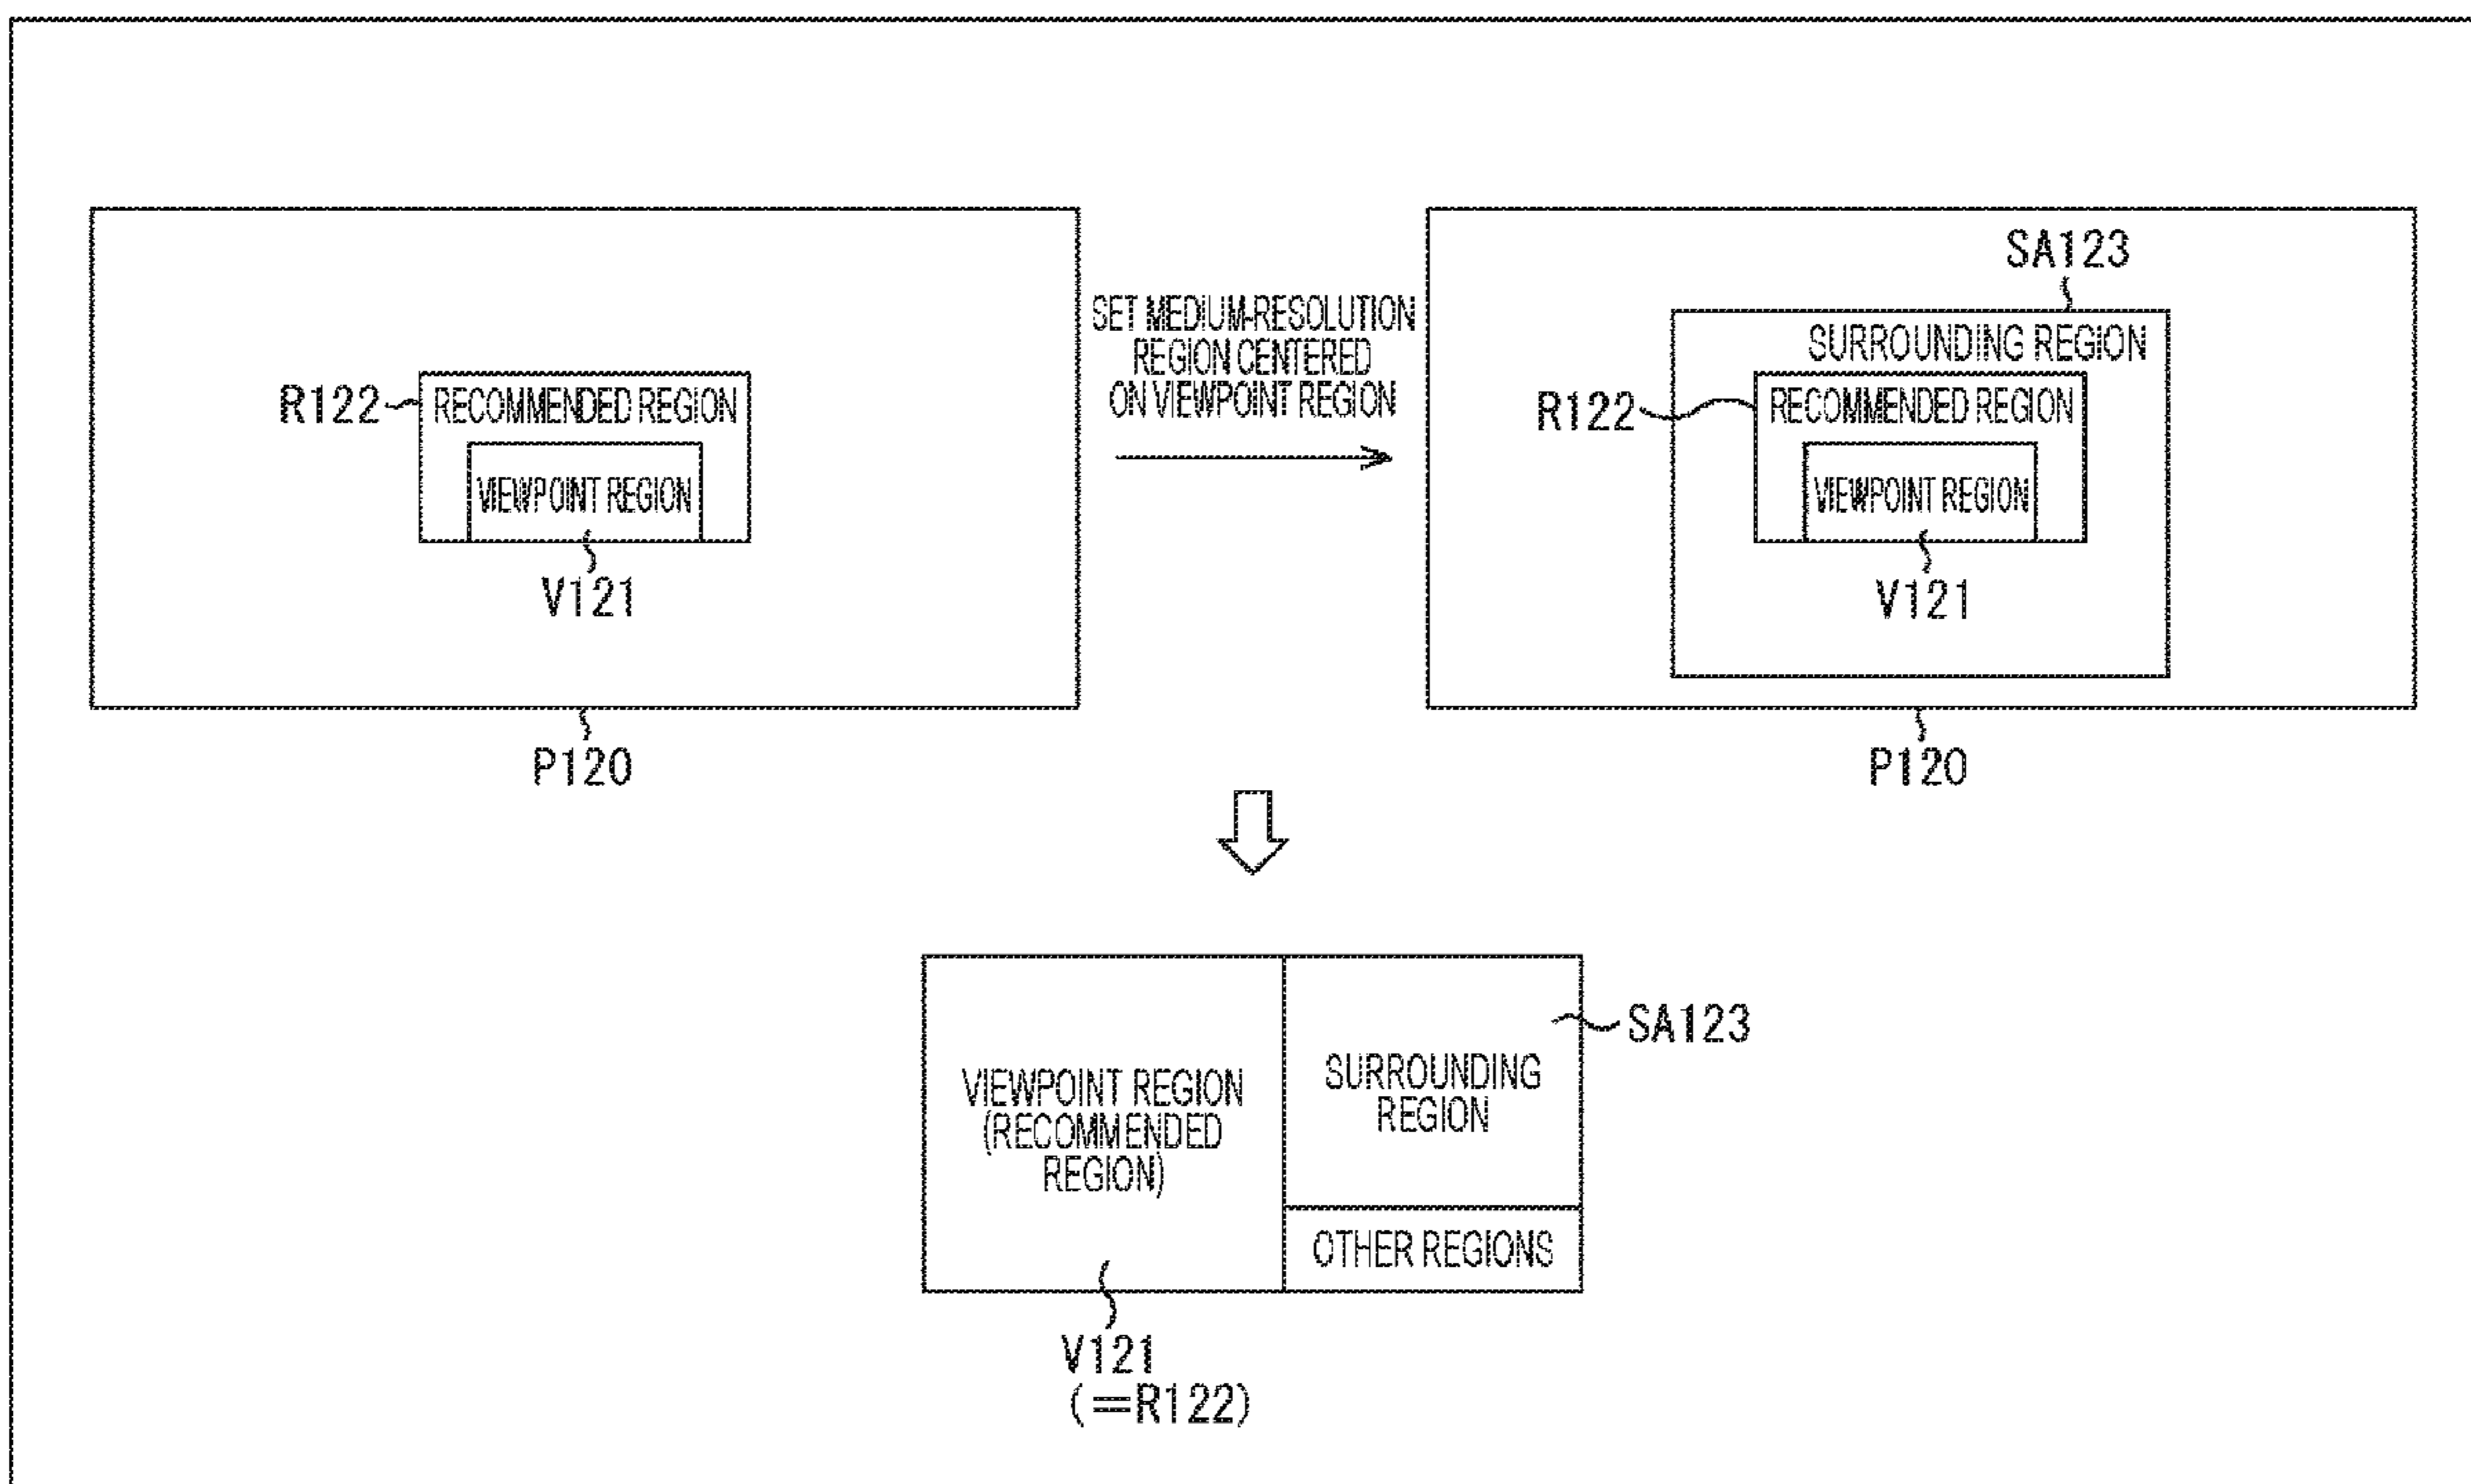 R122
RECOMMENDED REGION
VIEWPOINT REGION
V121
P120
SET MEDIUM-RESOLUTION
REGION CENTERED
ON VIEWPOINT REGION
SA123
SURROUNDING REGION
R122
RECOMMENDED REGION
VIEWPOINT REGION
V121
P120
VIEWPOINT REGION
(RECOMMENDED
REGION)
SURROUNDING
REGION
SA123
OTHER REGIONS
V121
(=R122)